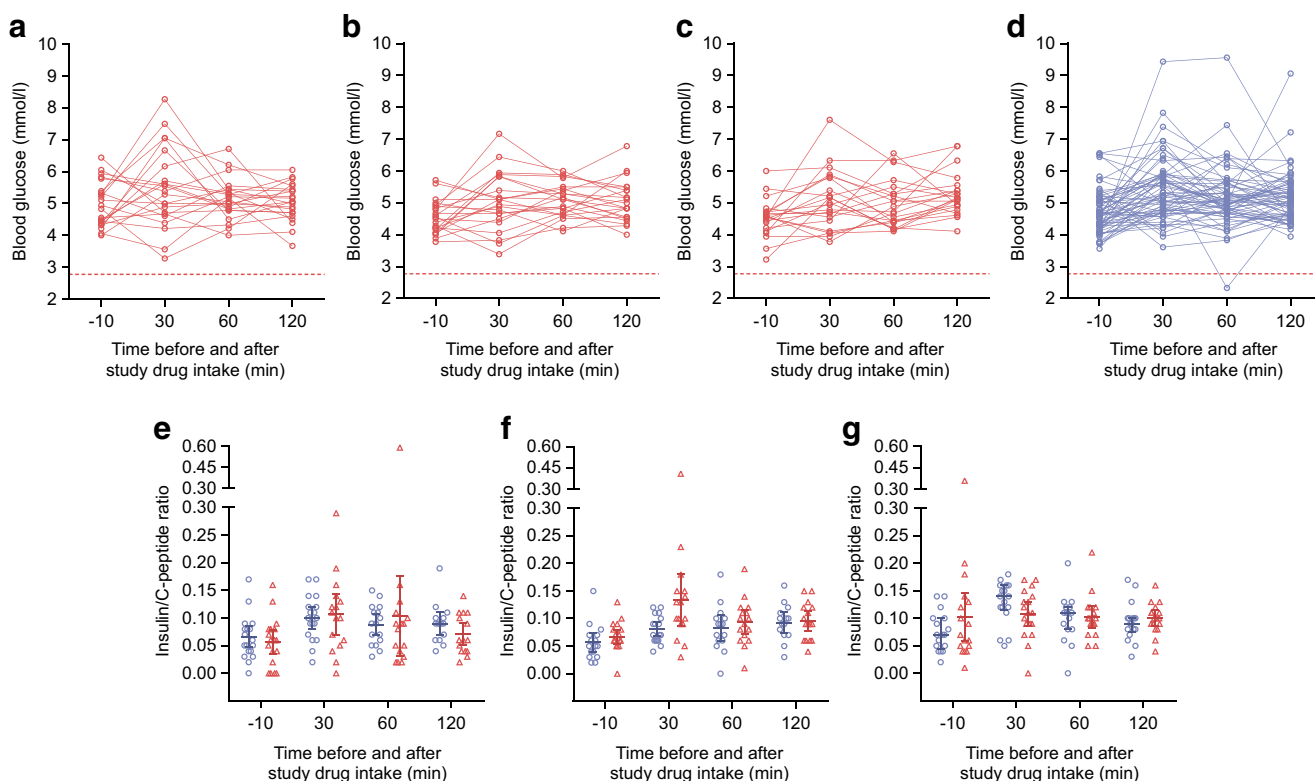 a
b
c
d
Blood glucose (mmol/l)
10
9
8
7
6
5
4
3
2
-10 30 60 120
Time before and after
study drug intake (min)
Blood glucose (mmol/l)
10
9
8
7
6
5
4
3
2
-10 30 60 120
Time before and after
study drug intake (min)
Blood glucose (mmol/l)
10
9
8
7
6
5
4
3
2
-10 30 60 120
Time before and after
study drug intake (min)
Blood glucose (mmol/l)
10
9
8
7
6
5
4
3
2
-10 30 60 120
Time before and after
study drug intake (min)
e
f
g
Insulin/C-peptide ratio
0.60
0.45
0.30
0.30
0.25
0.20
0.15
0.10
0.05
0.00
-10 30 60 120
Time before and after
study drug intake (min)
Insulin/C-peptide ratio
0.60
0.45
0.30
0.30
0.25
0.20
0.15
0.10
0.05
0.00
-10 30 60 120
Time before and after
study drug intake (min)
Insulin/C-peptide ratio
0.60
0.45
0.30
0.30
0.25
0.20
0.15
0.10
0.05
0.00
-10 30 60 120
Time before and after
study drug intake (min)